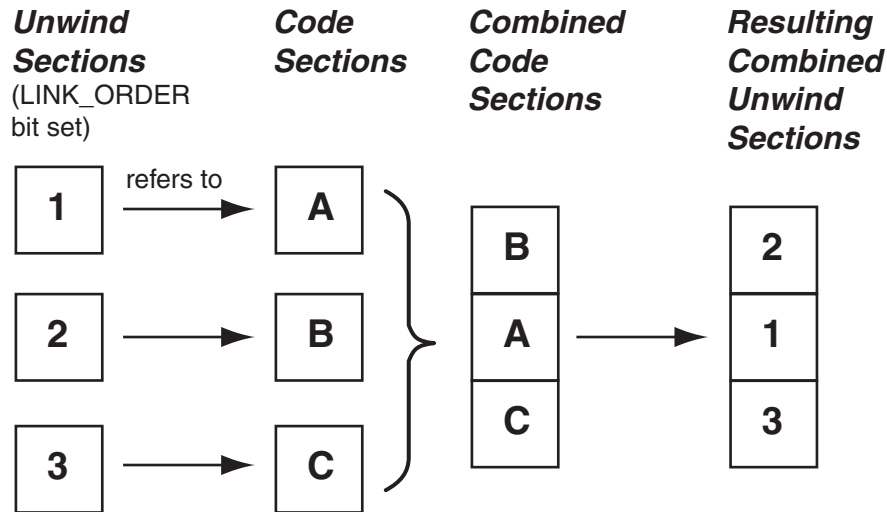 Unwind
Sections
(LINK_ORDER
bit set)
Code
Sections
Combined
Code
Sections
Resulting
Combined
Unwind
Sections
1
refers to
A
2
B
3
C
B
A
C
2
1
3